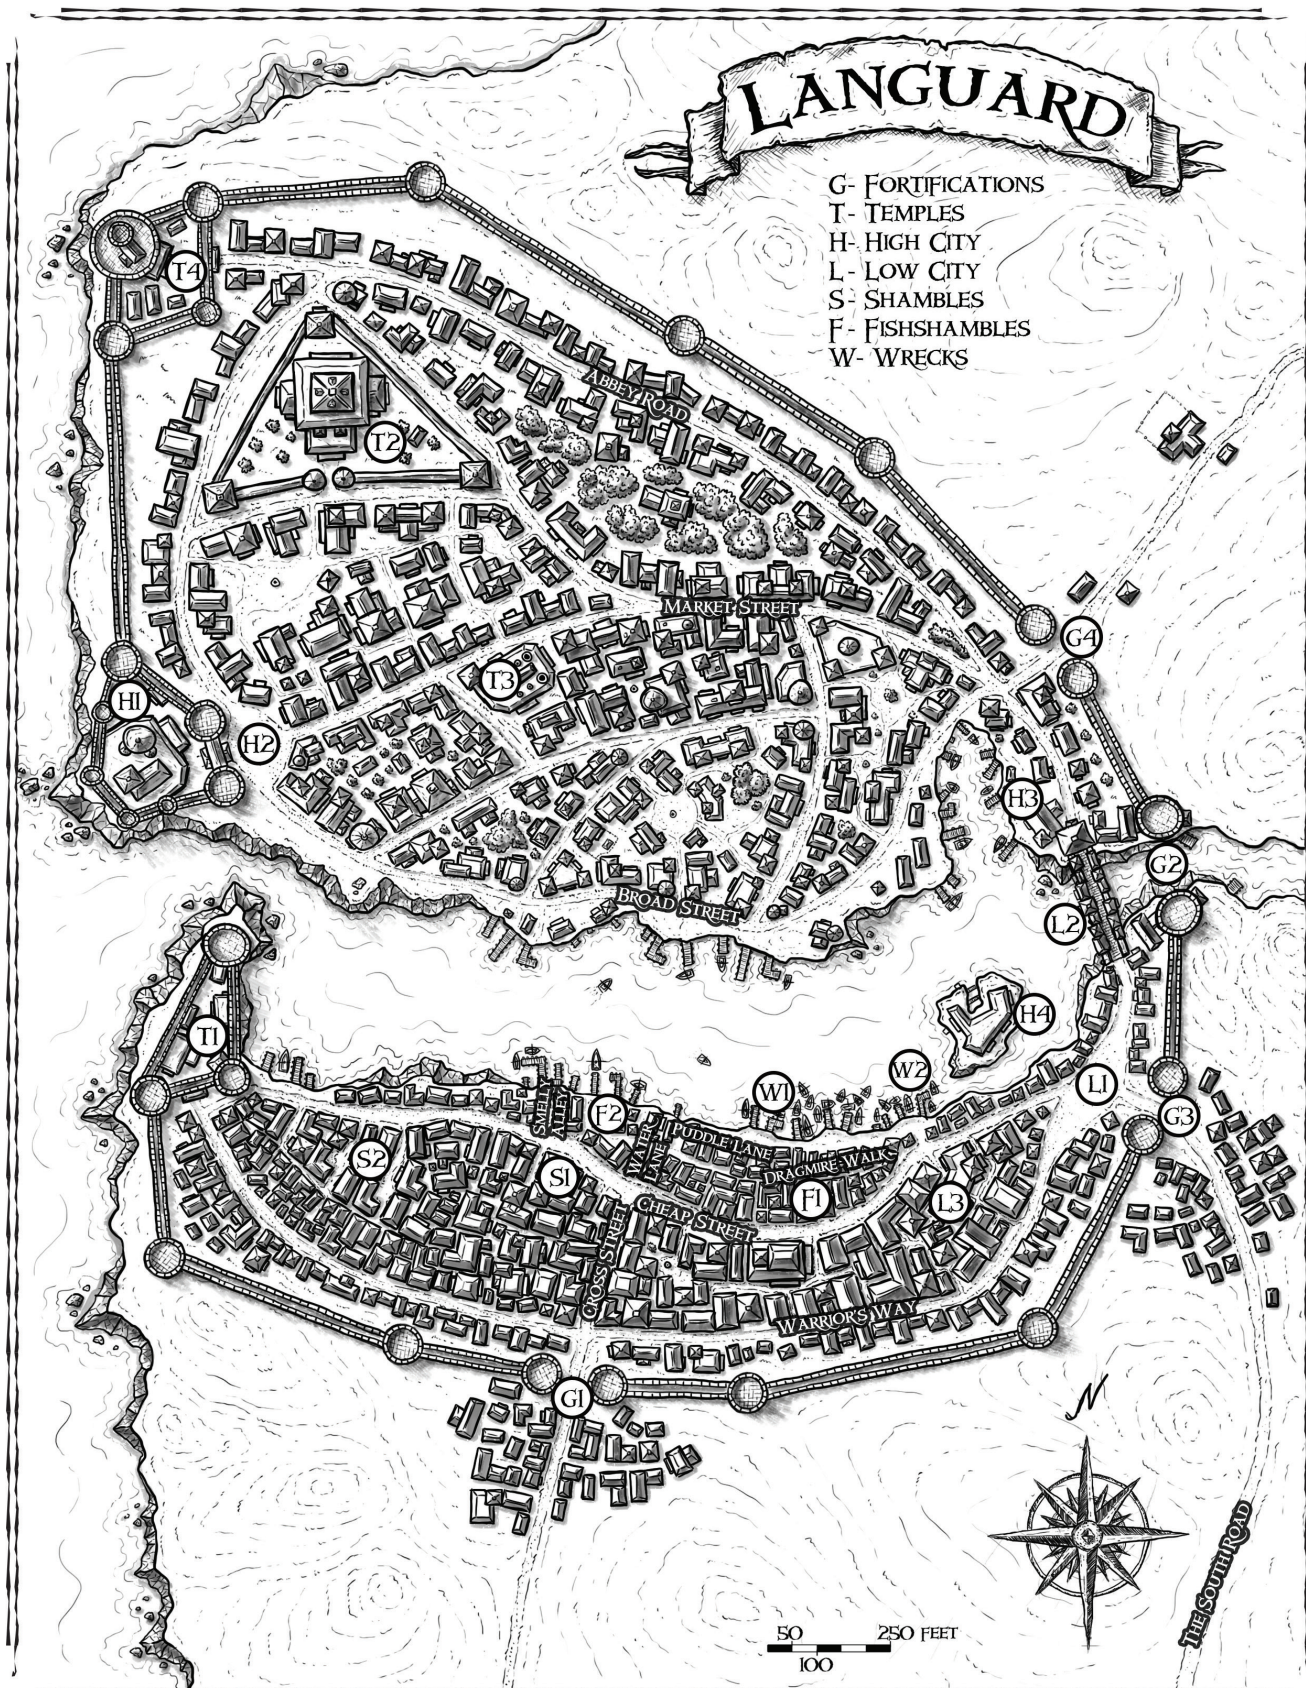 LANGUARD
G- FORTIFICATIONS
T- TEMPLES
H- HIGH CITY
L- LOW CITY
S- SHAMBLES
F- FISHSHAMBLES
W- WRECKS
T4
ABBEY ROAD
T2
MARKET STREET
G4
T3
H1
H2
H3
G2
BROAD STREET
L2
H4
T1
W2
L1
W1
SMELLY
ALLEY
F2
G3
WATER
LANE
PUDDLE LANE
S2
DRAGMIRE WALK
S1
F1
L3
CHEAP STREET
CROSS STREET
WARRIOR'S WAY
G1
N
THE SOUTH ROAD
50 250 FEET
100